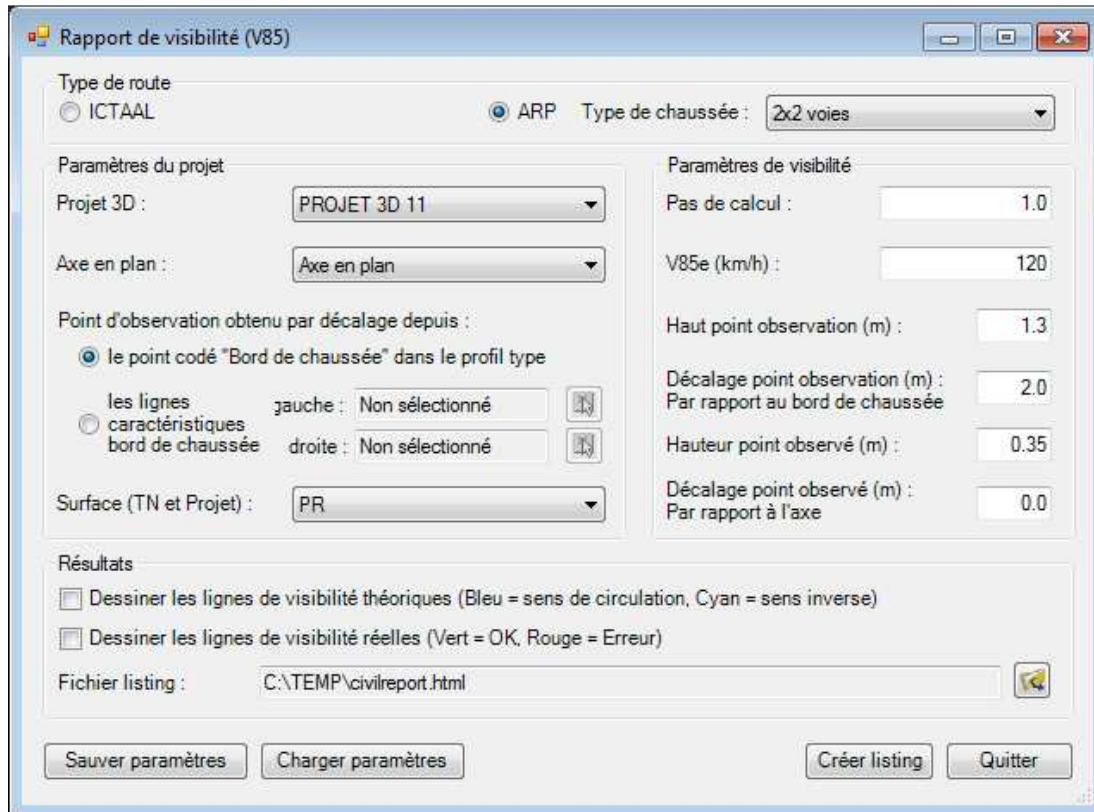 Rapport de visibilité (V85)
Type de route
ICTAAL
ARP
Type de chaussée :
2x2 voies
Paramètres du projet
Projet 3D :
PROJET 3D 11
Axe en plan :
Axe en plan
Point d'observation obtenu par décalage depuis :
le point codé "Bord de chaussée" dans le profil type
les lignes
caractéristiques
bord de chaussée
gauche :
Non sélectionné
droite :
Non sélectionné
Surface (TN et Projet) :
PR
Paramètres de visibilité
Pas de calcul :
1.0
V85e (km/h) :
120
Haut point observation (m) :
1.3
Décalage point observation (m) :
Par rapport au bord de chaussée
2.0
Hauteur point observé (m) :
0.35
Décalage point observé (m) :
Par rapport à l'axe
0.0
Résultats
Dessiner les lignes de visibilité théoriques (Bleu = sens de circulation, Cyan = sens inverse)
Dessiner les lignes de visibilité réelles (Vert = OK, Rouge = Erreur)
Fichier listing :
C:\TEMP\civilreport.html
Sauver paramètres
Charger paramètres
Créer listing
Quitter